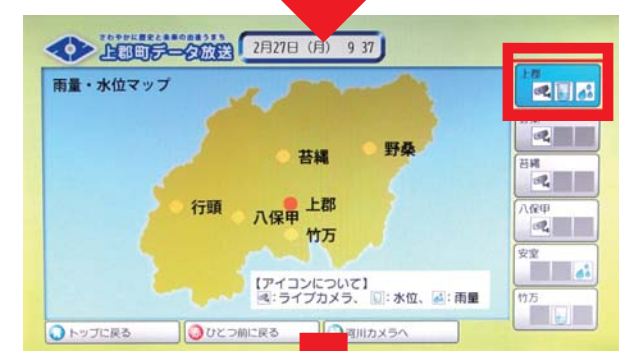 さわやかに歴史と未来の出逢うまち
上郡町データ放送
2月27日（月） 9 37
雨量・水位マップ
苔縄
野桑
行頭
上郡
八保甲
竹万
【アイコンについて】
：ライブカメラ、 ：水位、 ：雨量
上郡
苔縄
八保甲
安室
竹万
トップに戻る
ひとつ前に戻る
河川カメラへ